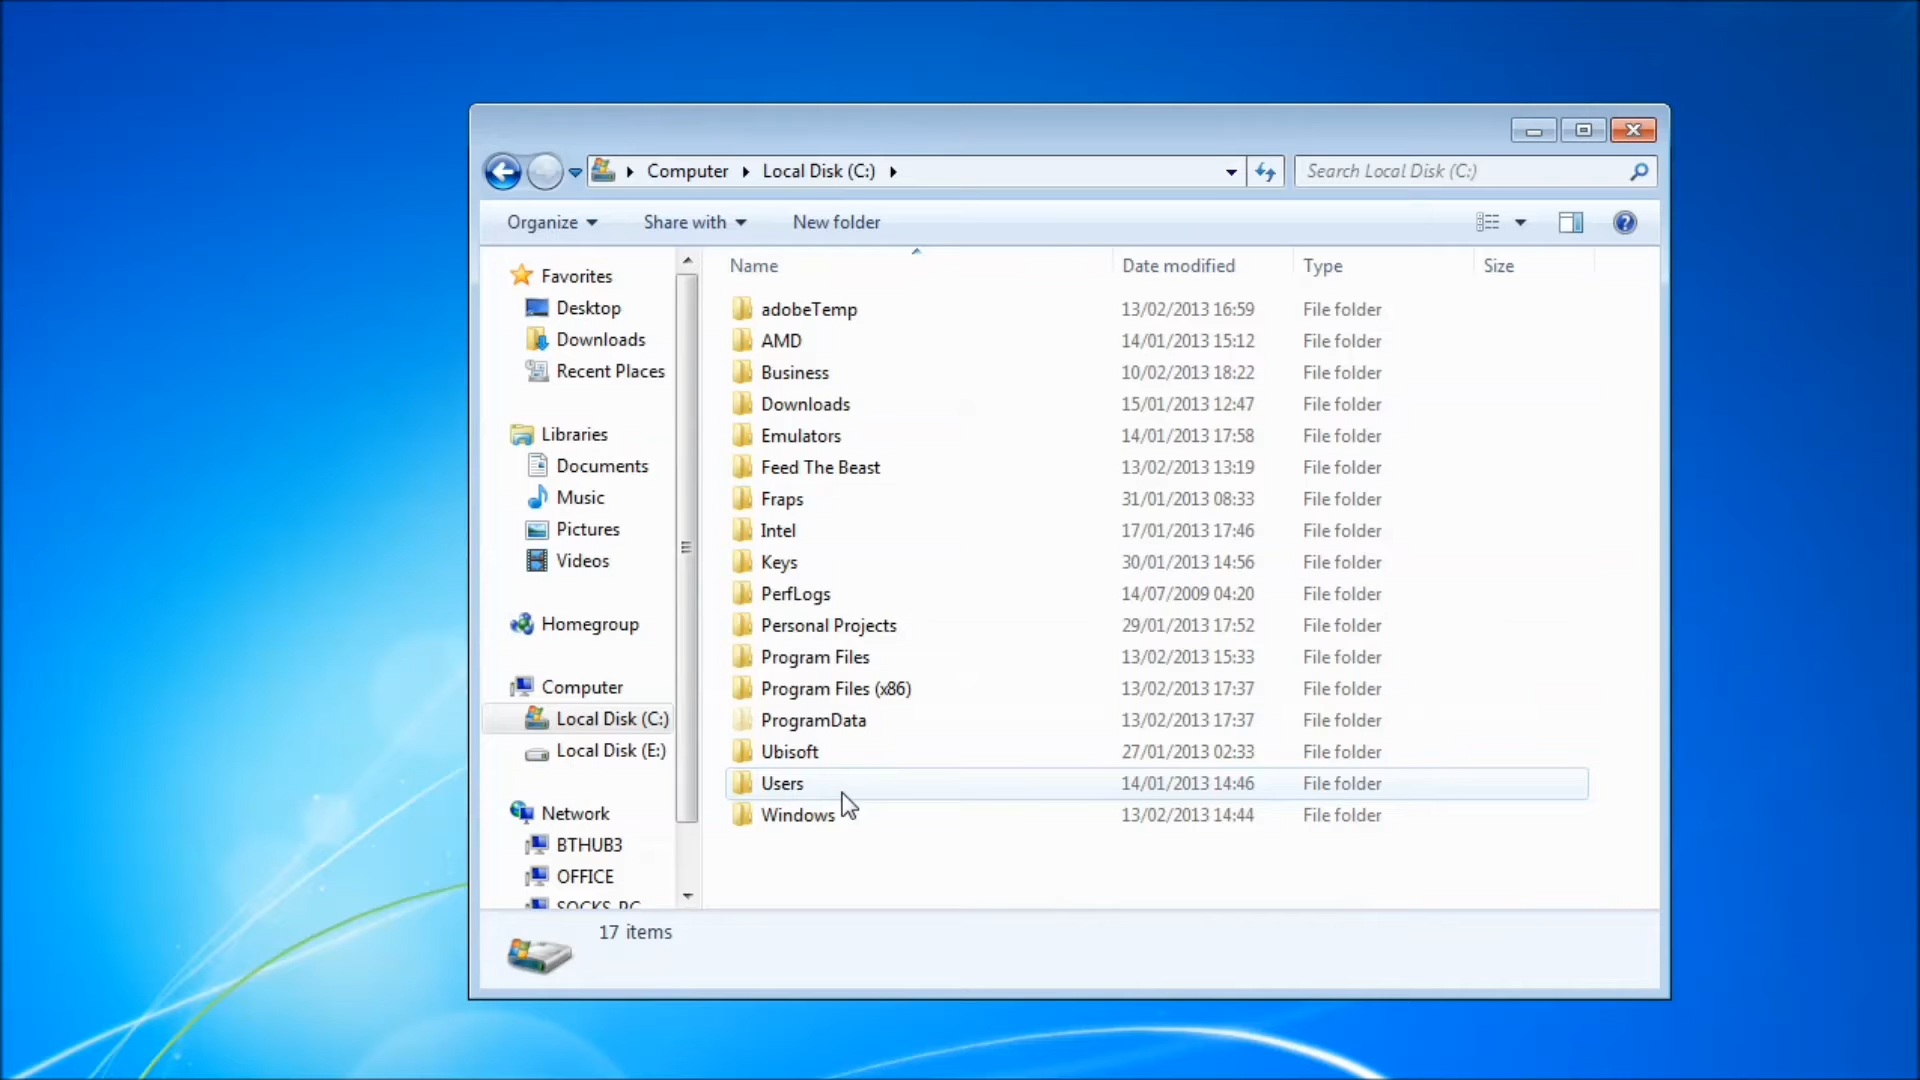 Computer Local Disk (C:)
Search Local Disk (C:)
Organize Share with New folder
Name Date modified Type Size
Favorites
Desktop
Downloads
Recent Places
Libraries
Documents
Music
Pictures
Videos
Homegroup
Computer
Local Disk (C:)
Local Disk (E:)
Network
BTHUB3
OFFICE
SOCKS-PC
adobeTemp 13/02/2013 16:59 File folder
AMD 14/01/2013 15:12 File folder
Business 10/02/2013 18:22 File folder
Downloads 15/01/2013 12:47 File folder
Emulators 14/01/2013 17:58 File folder
Feed The Beast 13/02/2013 13:19 File folder
Fraps 31/01/2013 08:33 File folder
Intel 17/01/2013 17:46 File folder
Keys 30/01/2013 14:56 File folder
PerfLogs 14/07/2009 04:20 File folder
Personal Projects 29/01/2013 17:52 File folder
Program Files 13/02/2013 15:33 File folder
Program Files (x86) 13/02/2013 17:37 File folder
ProgramData 13/02/2013 17:37 File folder
Ubisoft 27/01/2013 02:33 File folder
Users 14/01/2013 14:46 File folder
Windows 13/02/2013 14:44 File folder
17 items